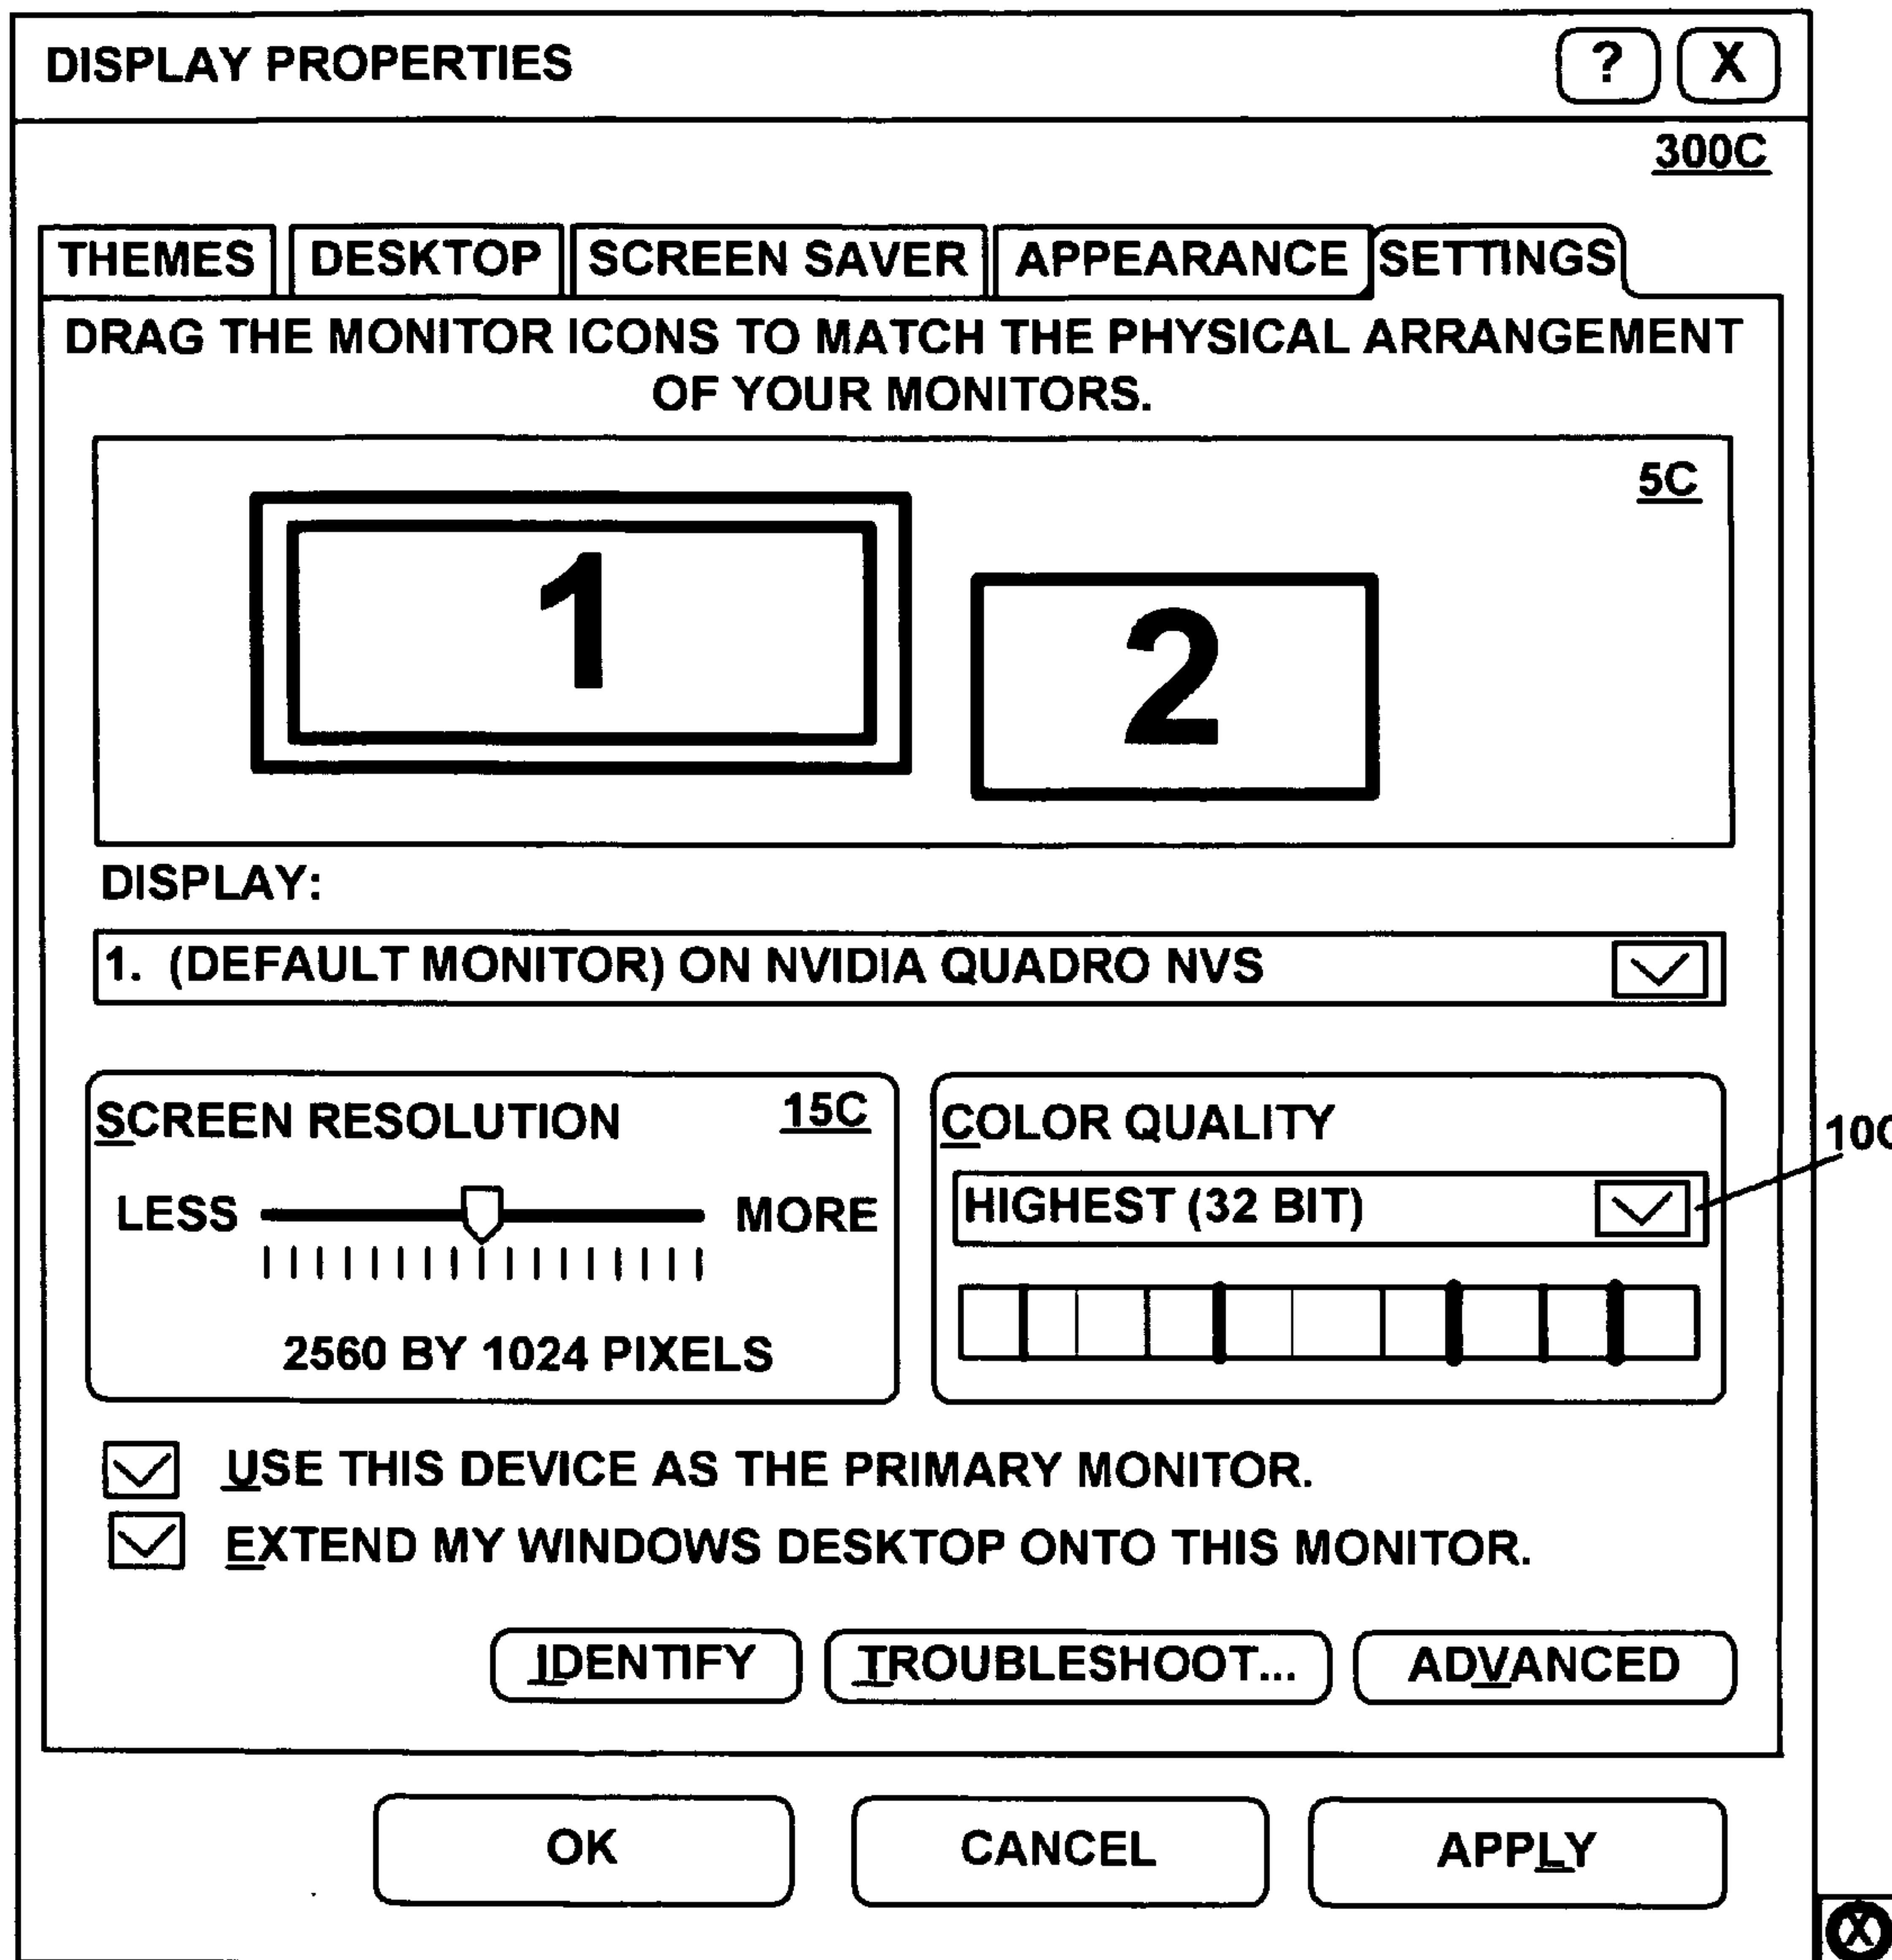 DISPLAY PROPERTIES ? X
300C
THEMES DESKTOP SCREEN SAVER APPEARANCE SETTINGS
DRAG THE MONITOR ICONS TO MATCH THE PHYSICAL ARRANGEMENT
OF YOUR MONITORS.
5C
1
2
DISPLAY:
1. (DEFAULT MONITOR) ON NVIDIA QUADRO NVS
SCREEN RESOLUTION 15C
LESS MORE
2560 BY 1024 PIXELS
COLOR QUALITY
HIGHEST (32 BIT)
USE THIS DEVICE AS THE PRIMARY MONITOR.
EXTEND MY WINDOWS DESKTOP ONTO THIS MONITOR.
IDENTIFY TROUBLESHOOT... ADVANCED
OK CANCEL APPLY
X